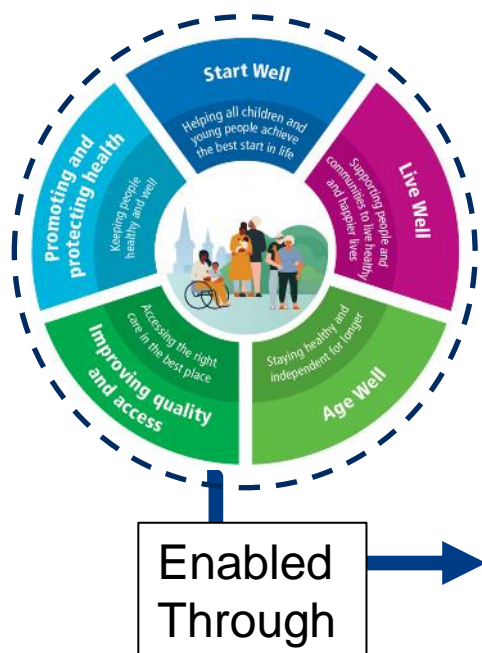 Start Well
Helping all children and
young people achieve
the best start in life
Live Well
Supporting people and
communities to live healthy
and happier lives
Age Well
Staying healthy and
independent for longer
Improving quality
and access
Accessing the right
care in the best place
Promoting and
protecting health
Keeping people
healthy and well
Enabled
Through